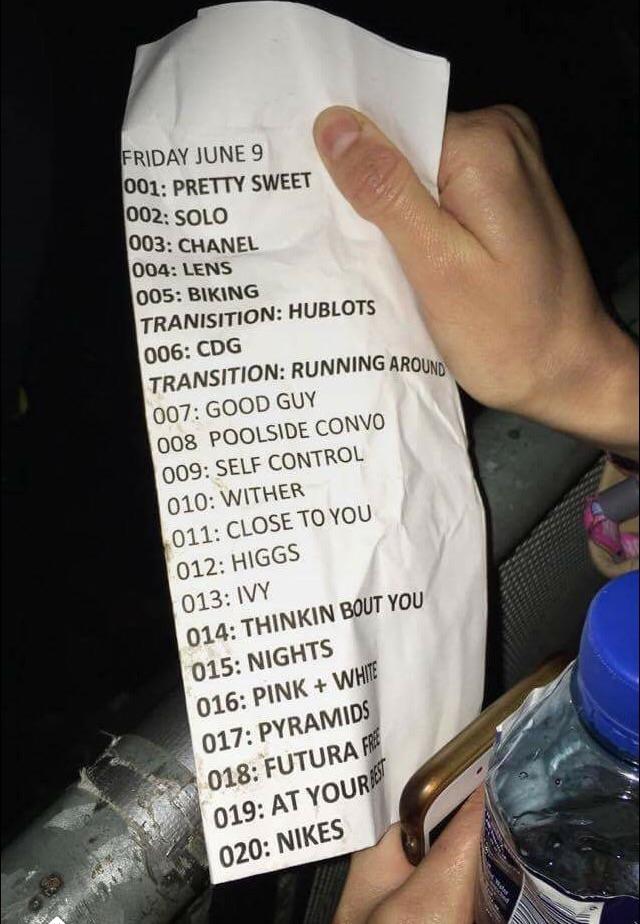 FRIDAY JUNE 9
001: PRETTY SWEET
002: SOLO
003: CHANEL
004: LENS
005: BIKING
TRANISITION: HUBLOTS
006: CDG
TRANSITION: RUNNING AROUND
007: GOOD GUY
008 POOLSIDE CONVO
009: SELF CONTROL
010: WITHER
011: CLOSE TO YOU
012: HIGGS
013: IVY
014: THINKIN BOUT YOU
015: NIGHTS
016: PINK + WHITE
017: PYRAMIDS
018: FUTURA FREE
019: AT YOUR BEST
020: NIKES